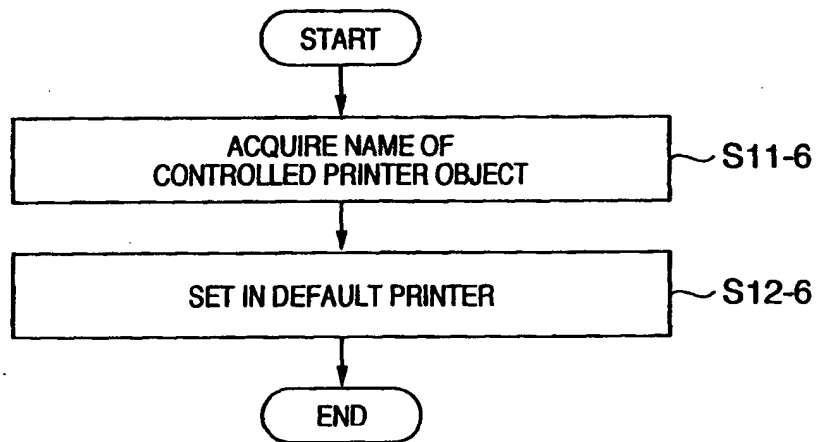 START
ACQUIRE NAME OF
CONTROLLED PRINTER OBJECT
S11-6
SET IN DEFAULT PRINTER
S12-6
END